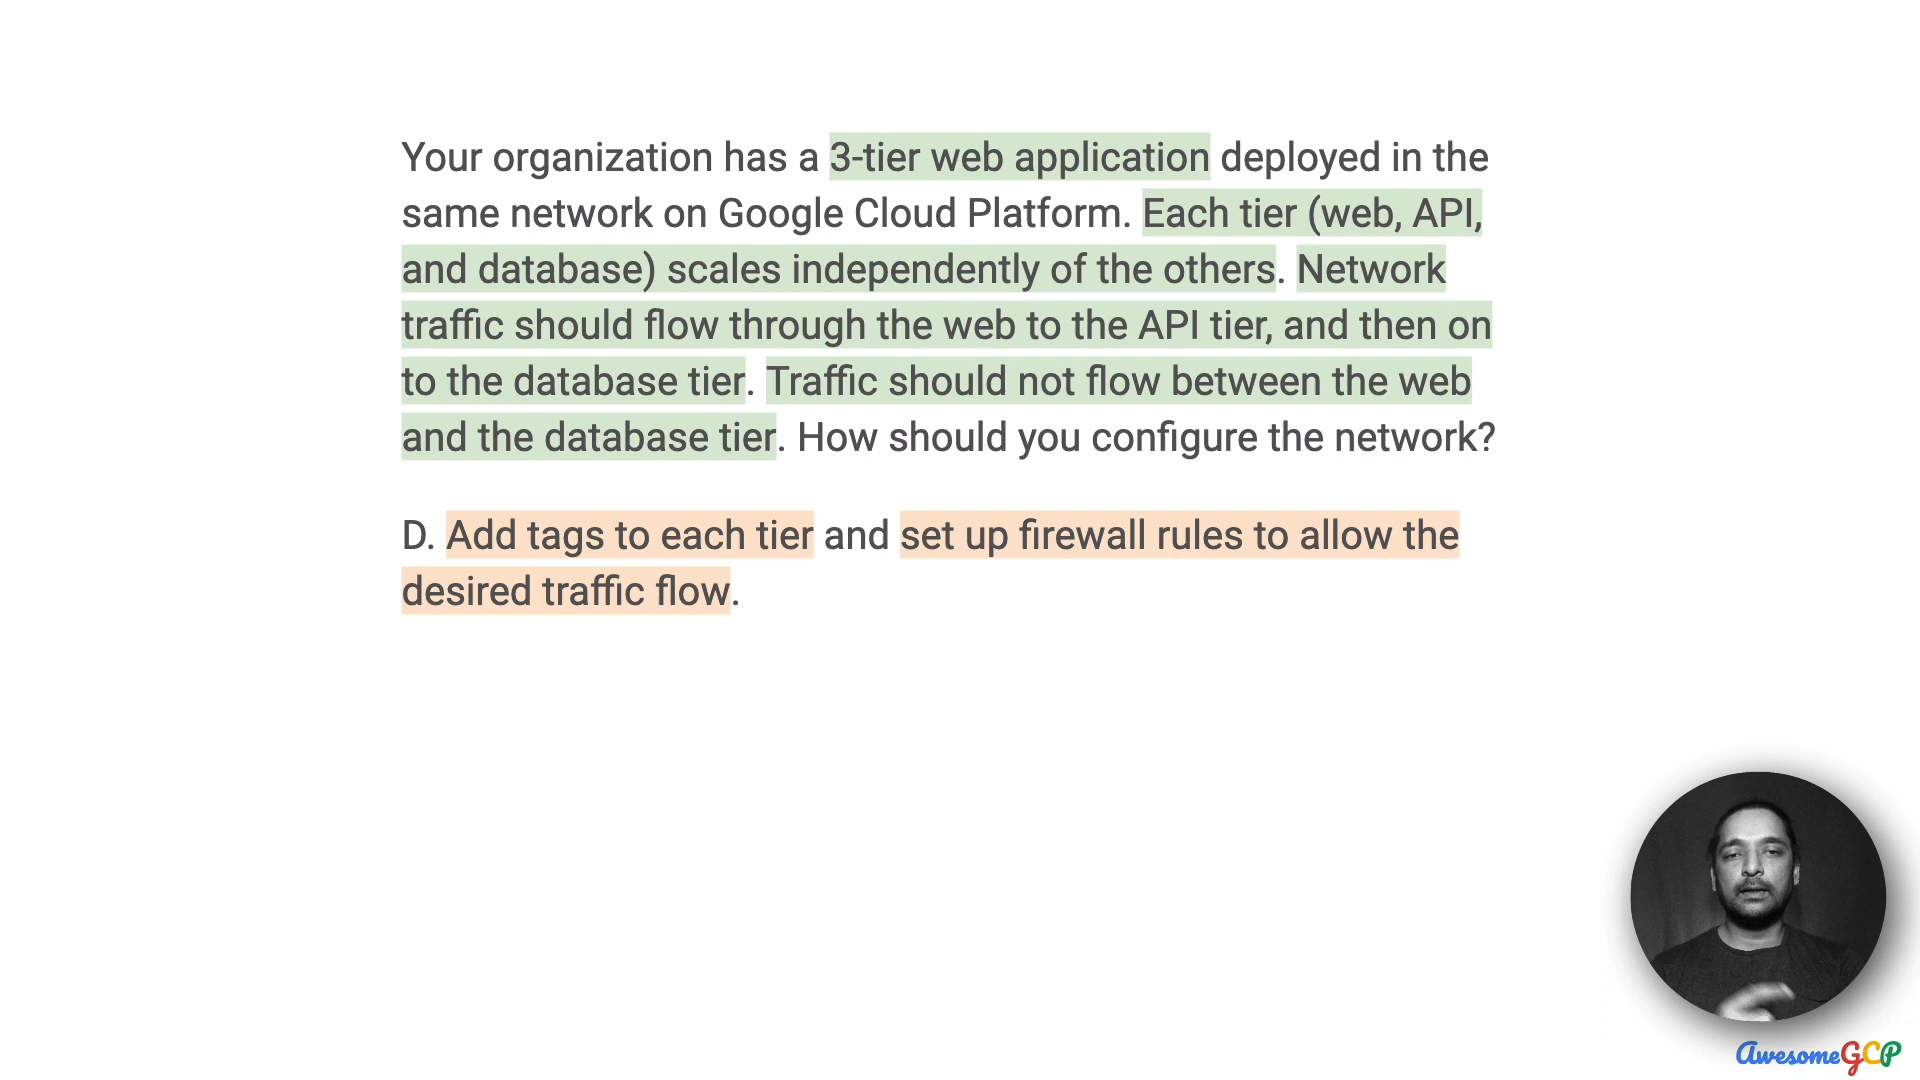 Your organization has a 3-tier web application deployed in the
same network on Google Cloud Platform. Each tier (web, API,
and database) scales independently of the others. Network
traffic should flow through the web to the API tier, and then on
to the database tier. Traffic should not flow between the web
and the database tier. How should you configure the network?
D. Add tags to each tier and set up firewall rules to allow the
desired traffic flow.
AwesomeGCP